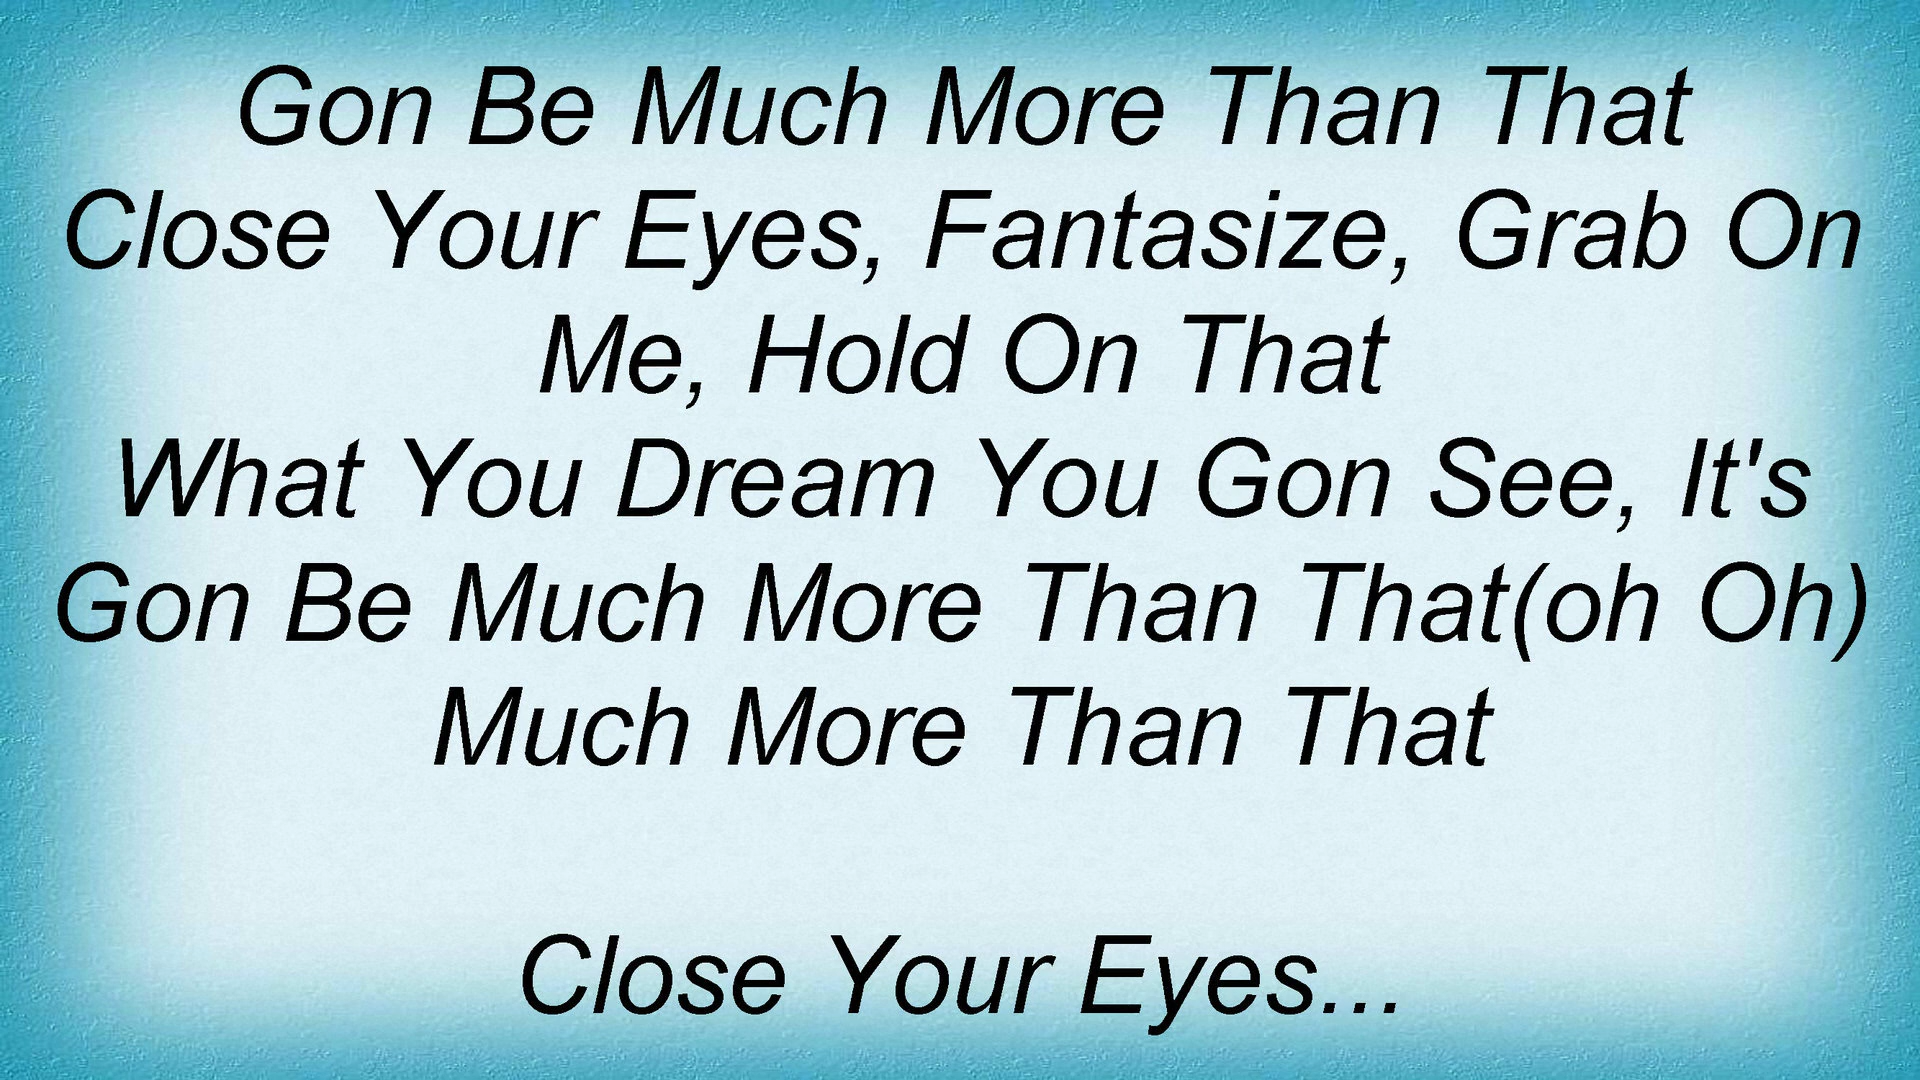 Gon Be Much More Than That
Close Your Eyes, Fantasize, Grab On
Me, Hold On That
What You Dream You Gon See, It's
Gon Be Much More Than That(oh Oh)
Much More Than That
Close Your Eyes...